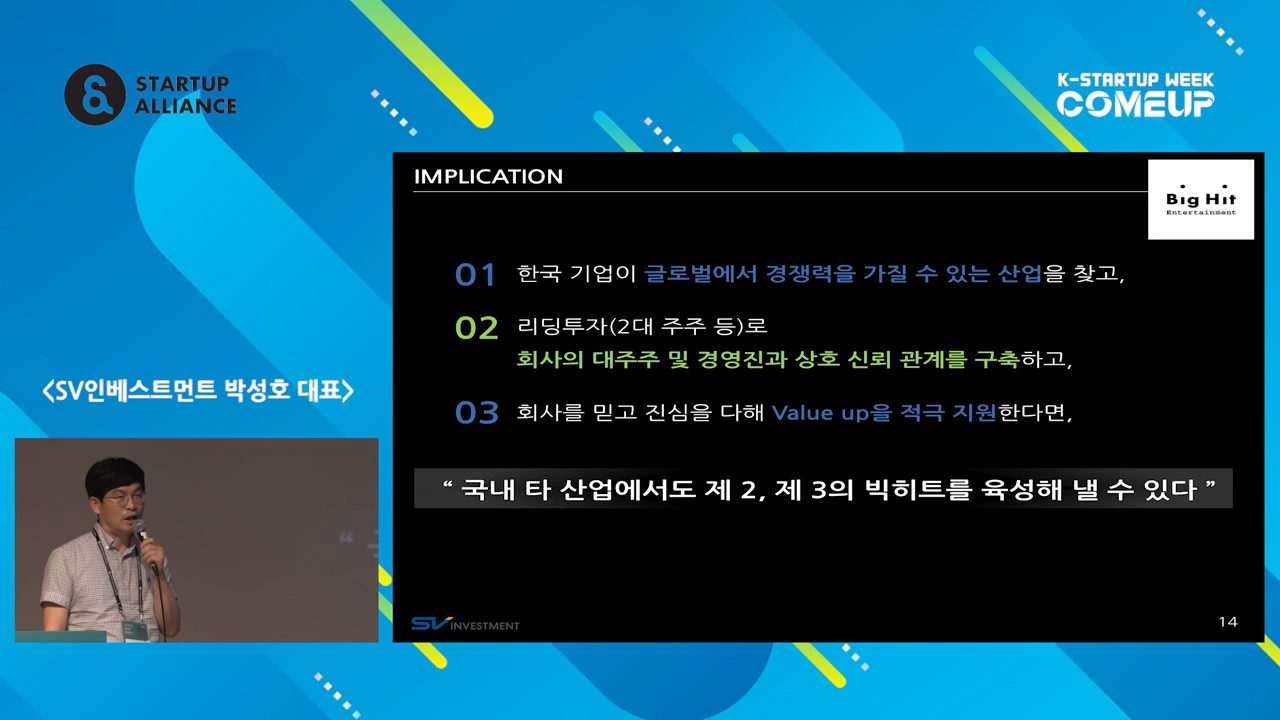 STARTUP
ALLIANCE
K-STARTUP WEEK
COMEUP
IMPLICATION
Big Hit
Entertainment
01 한국 기업이 글로벌에서 경쟁력을 가질 수 있는 산업을 찾고,
02 리딩투자(2대 주주 등)로
회사의 대주주 및 경영진과 상호 신뢰 관계를 구축하고,
03 회사를 믿고 진심을 다해 Value up을 적극 지원한다면,
“ 국내 타 산업에서도 제 2, 제 3의 빅히트를 육성해 낼 수 있다 ”
<SV인베스트먼트 박성호 대표>
SV INVESTMENT
14